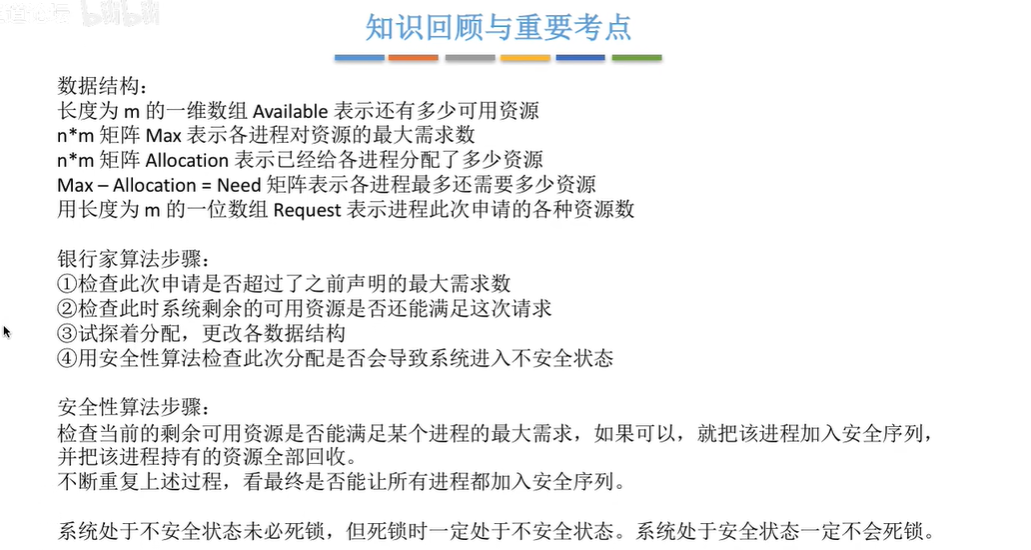 知识回顾与重要考点
数据结构：
长度为 m 的一维数组 Available 表示还有多少可用资源
n*m 矩阵 Max 表示各进程对资源的最大需求数
n*m 矩阵 Allocation 表示已经给各进程分配了多少资源
Max – Allocation = Need 矩阵表示各进程最多还需要多少资源
用长度为 m 的一位数组 Request 表示进程此次申请的各种资源数
银行家算法步骤：
①检查此次申请是否超过了之前声明的最大需求数
②检查此时系统剩余的可用资源是否还能满足这次请求
③试探着分配，更改各数据结构
④用安全性算法检查此次分配是否会导致系统进入不安全状态
安全性算法步骤：
检查当前的剩余可用资源是否能满足某个进程的最大需求，如果可以，就把该进程加入安全序列，
并把该进程持有的资源全部回收。
不断重复上述过程，看最终是否能让所有进程都加入安全序列。
系统处于不安全状态未必死锁，但死锁时一定处于不安全状态。系统处于安全状态一定不会死锁。